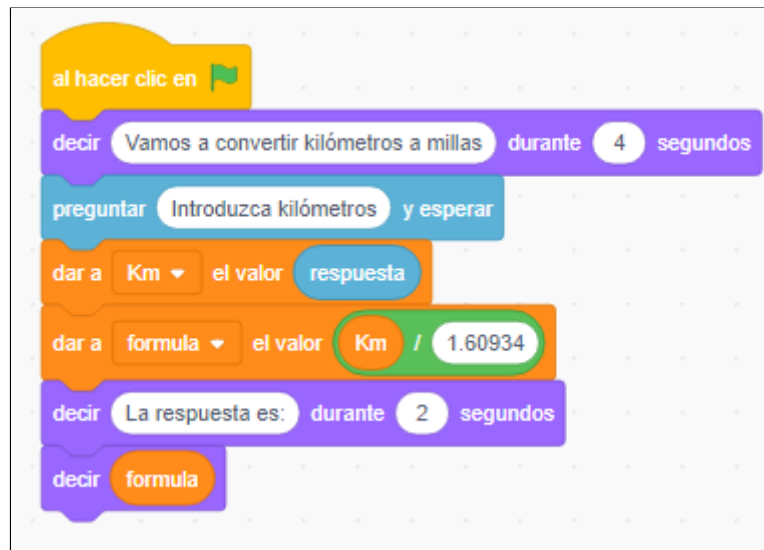 al hacer clic en
decir Vamos a convertir kilómetros a millas durante 4 segundos
preguntar Introduzca kilómetros y esperar
dar a Km el valor respuesta
dar a formula el valor Km / 1.60934
decir La respuesta es: durante 2 segundos
decir formula